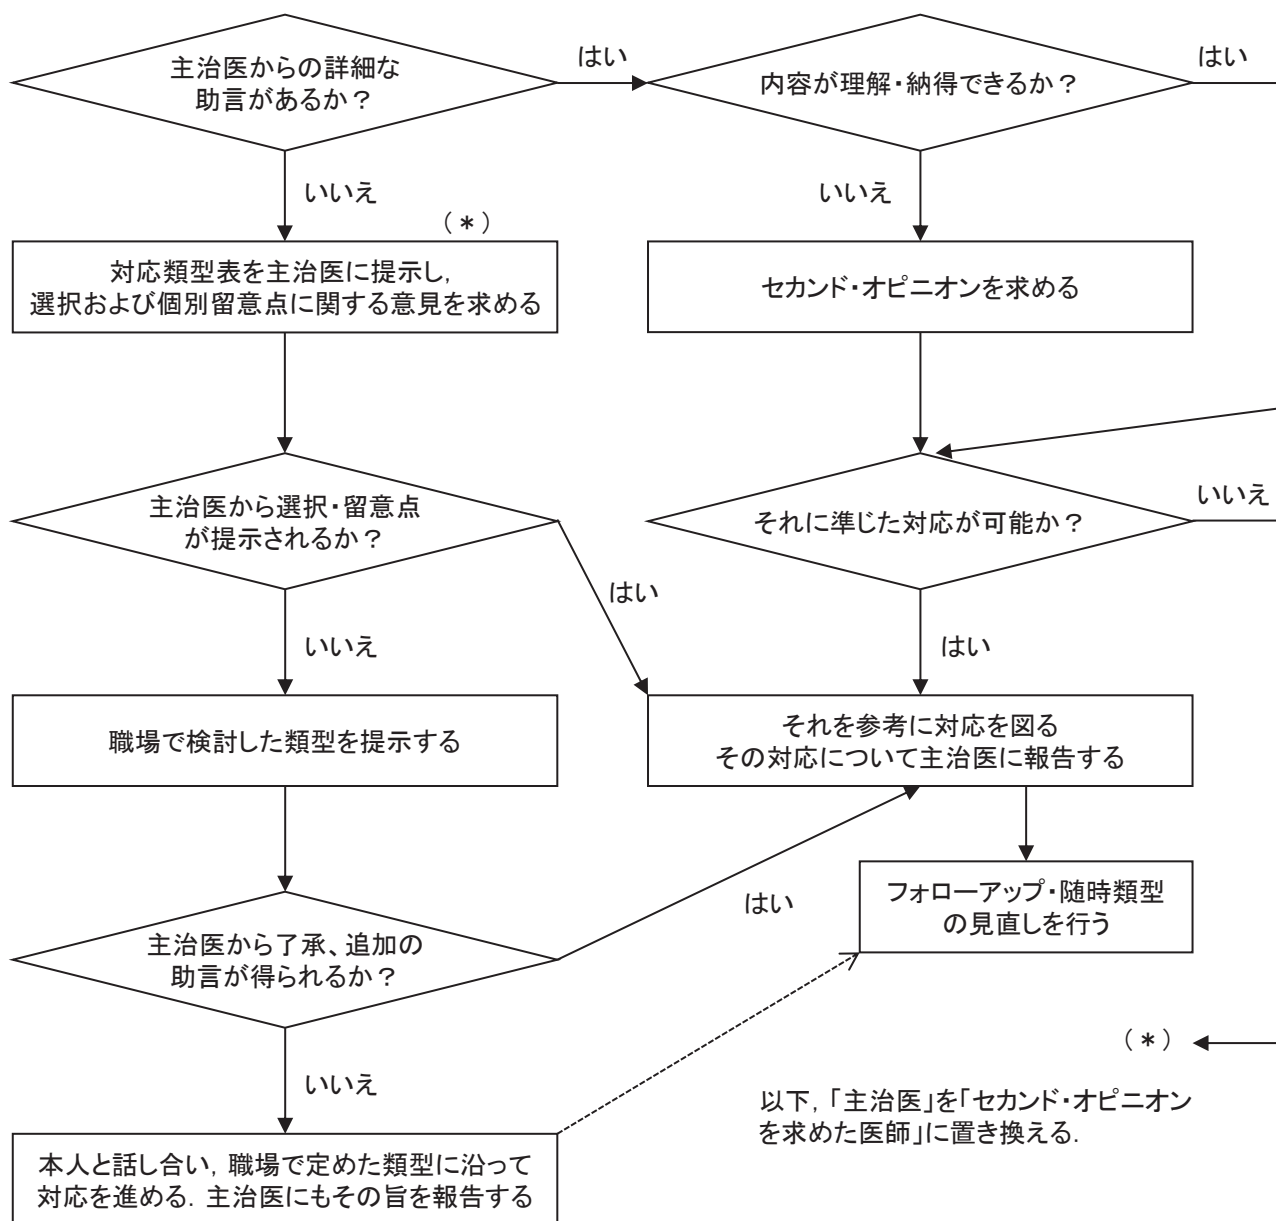 主治医からの詳細な
助言があるか？
はい
内容が理解・納得できるか？
はい
いいえ
いいえ
（＊）
対応類型表を主治医に提示し，
選択および個別留意点に関する意見を求める
セカンド・オピニオンを求める
主治医から選択・留意点
が提示されるか？
それに準じた対応が可能か？
いいえ
はい
いいえ
はい
職場で検討した類型を提示する
それを参考に対応を図る
その対応について主治医に報告する
はい
フォローアップ・随時類型
の見直しを行う
主治医から了承、追加の
助言が得られるか？
（＊）
いいえ
以下，「主治医」を「セカンド・オピニオン
を求めた医師」に置き換える．
本人と話し合い，職場で定めた類型に沿って
対応を進める．主治医にもその旨を報告する